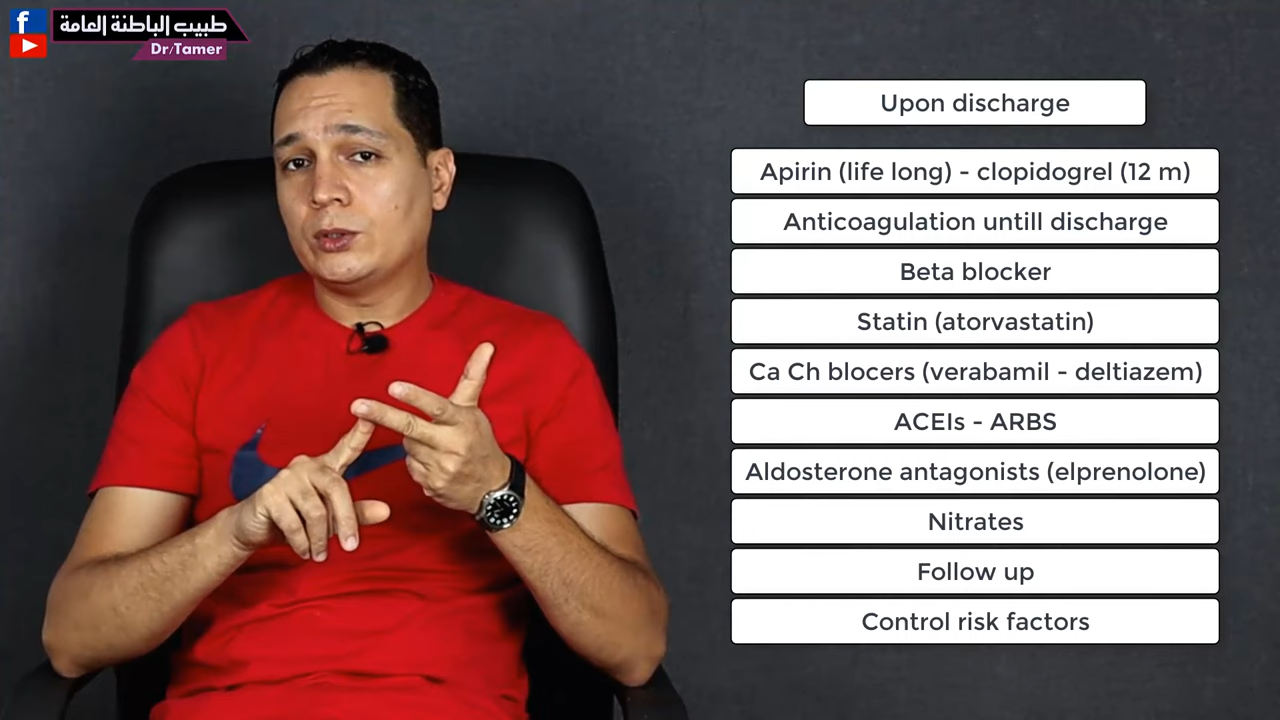 f
طبيب الباطنة العامة
Dr/Tamer
Upon discharge
Apirin (life long) - clopidogrel (12 m)
Anticoagulation untill discharge
Beta blocker
Statin (atorvastatin)
Ca Ch blocers (verabamil - deltiazem)
ACEIs - ARBS
Aldosterone antagonists (elprenolone)
Nitrates
Follow up
Control risk factors